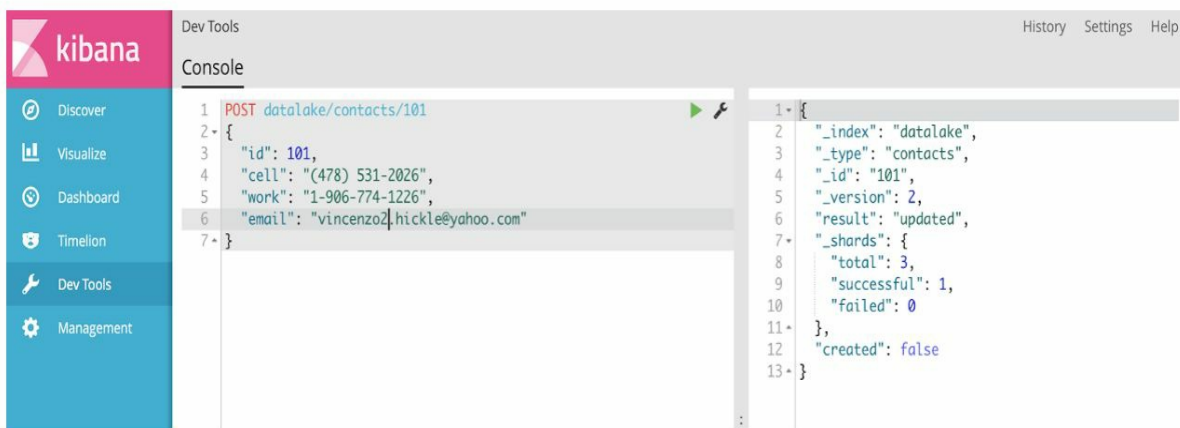 kibana
Discover
Visualize
Dashboard
Timelion
Dev Tools
Management
Dev Tools
History Settings Help
Console
1 POST datalake/contacts/101
2 {
3 "id": 101,
4 "cell": "(478) 531-2026",
5 "work": "1-906-774-1226",
6 "email": "vincenzo2.hickle@yahoo.com"
7 }
1 {
2 "_index": "datalake",
3 "_type": "contacts",
4 "_id": "101",
5 "_version": 2,
6 "result": "updated",
7 "_shards": {
8 "total": 3,
9 "successful": 1,
10 "failed": 0
11 },
12 "created": false
13 }